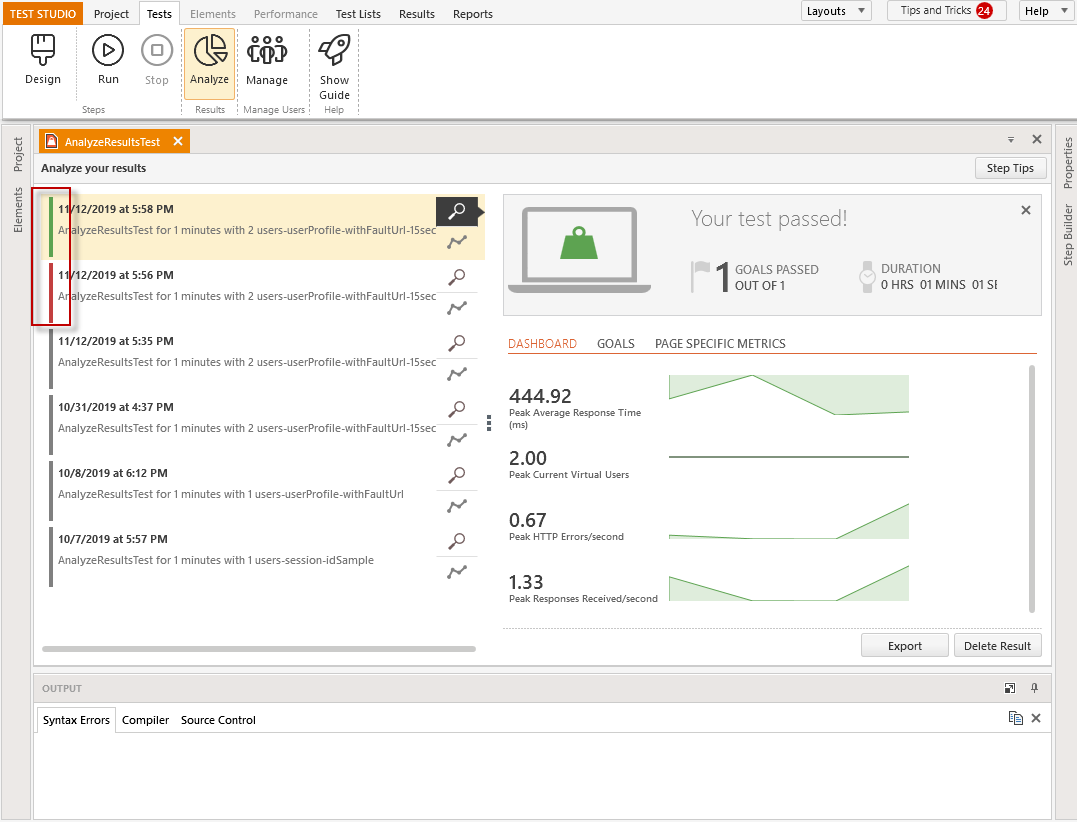 TEST STUDIO Project Tests Elements Performance Test Lists Results Reports Layouts Tips and Tricks 24 Help
Design Run Stop Analyze Manage Show Guide
Steps Results Manage Users Help
Project
Elements
Properties
Step Builder
AnalyzeResultsTest
Analyze your results
Step Tips
11/12/2019 at 5:58 PM
AnalyzeResultsTest for 1 minutes with 2 users-userProfile-withFaultUrl-15sec
11/12/2019 at 5:56 PM
AnalyzeResultsTest for 1 minutes with 2 users-userProfile-withFaultUrl-15sec
11/12/2019 at 5:35 PM
AnalyzeResultsTest for 1 minutes with 2 users-userProfile-withFaultUrl-15sec
10/31/2019 at 4:37 PM
AnalyzeResultsTest for 1 minutes with 2 users-userProfile-withFaultUrl-15sec
10/8/2019 at 6:12 PM
AnalyzeResultsTest for 1 minutes with 1 users-userProfile-withFaultUrl
10/7/2019 at 5:57 PM
AnalyzeResultsTest for 1 minutes with 1 users-session-idSample
Your test passed!
1 GOALS PASSED
OUT OF 1
DURATION
0 HRS 01 MINS 01 SE
DASHBOARD GOALS PAGE SPECIFIC METRICS
444.92
Peak Average Response Time
(ms)
2.00
Peak Current Virtual Users
0.67
Peak HTTP Errors/second
1.33
Peak Responses Received/second
Export Delete Result
OUTPUT
Syntax Errors Compiler Source Control